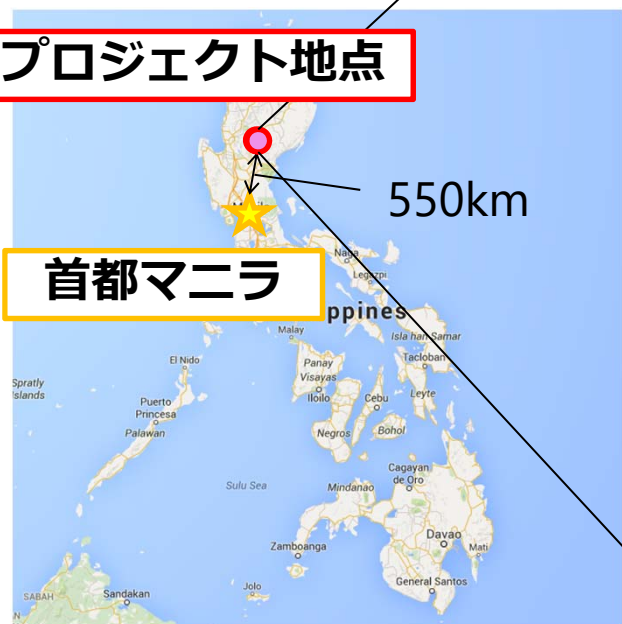 プロジェクト地点
550km
首都マニラ
Naga
Legazpi
ppines
Isla han Samar
Malay
Tacloban
El Nido
Panay
Visayas
Spratly
Islands
Iloilo
Cebu
Leyte
Puerto
Princesa
Palawan
Negros
Bohol
Cagayan
de Oro
Sulu Sea
Mindanao
Davao
Mati
Zamboanga
General Santos
Jolo
SABAH
Sandakan